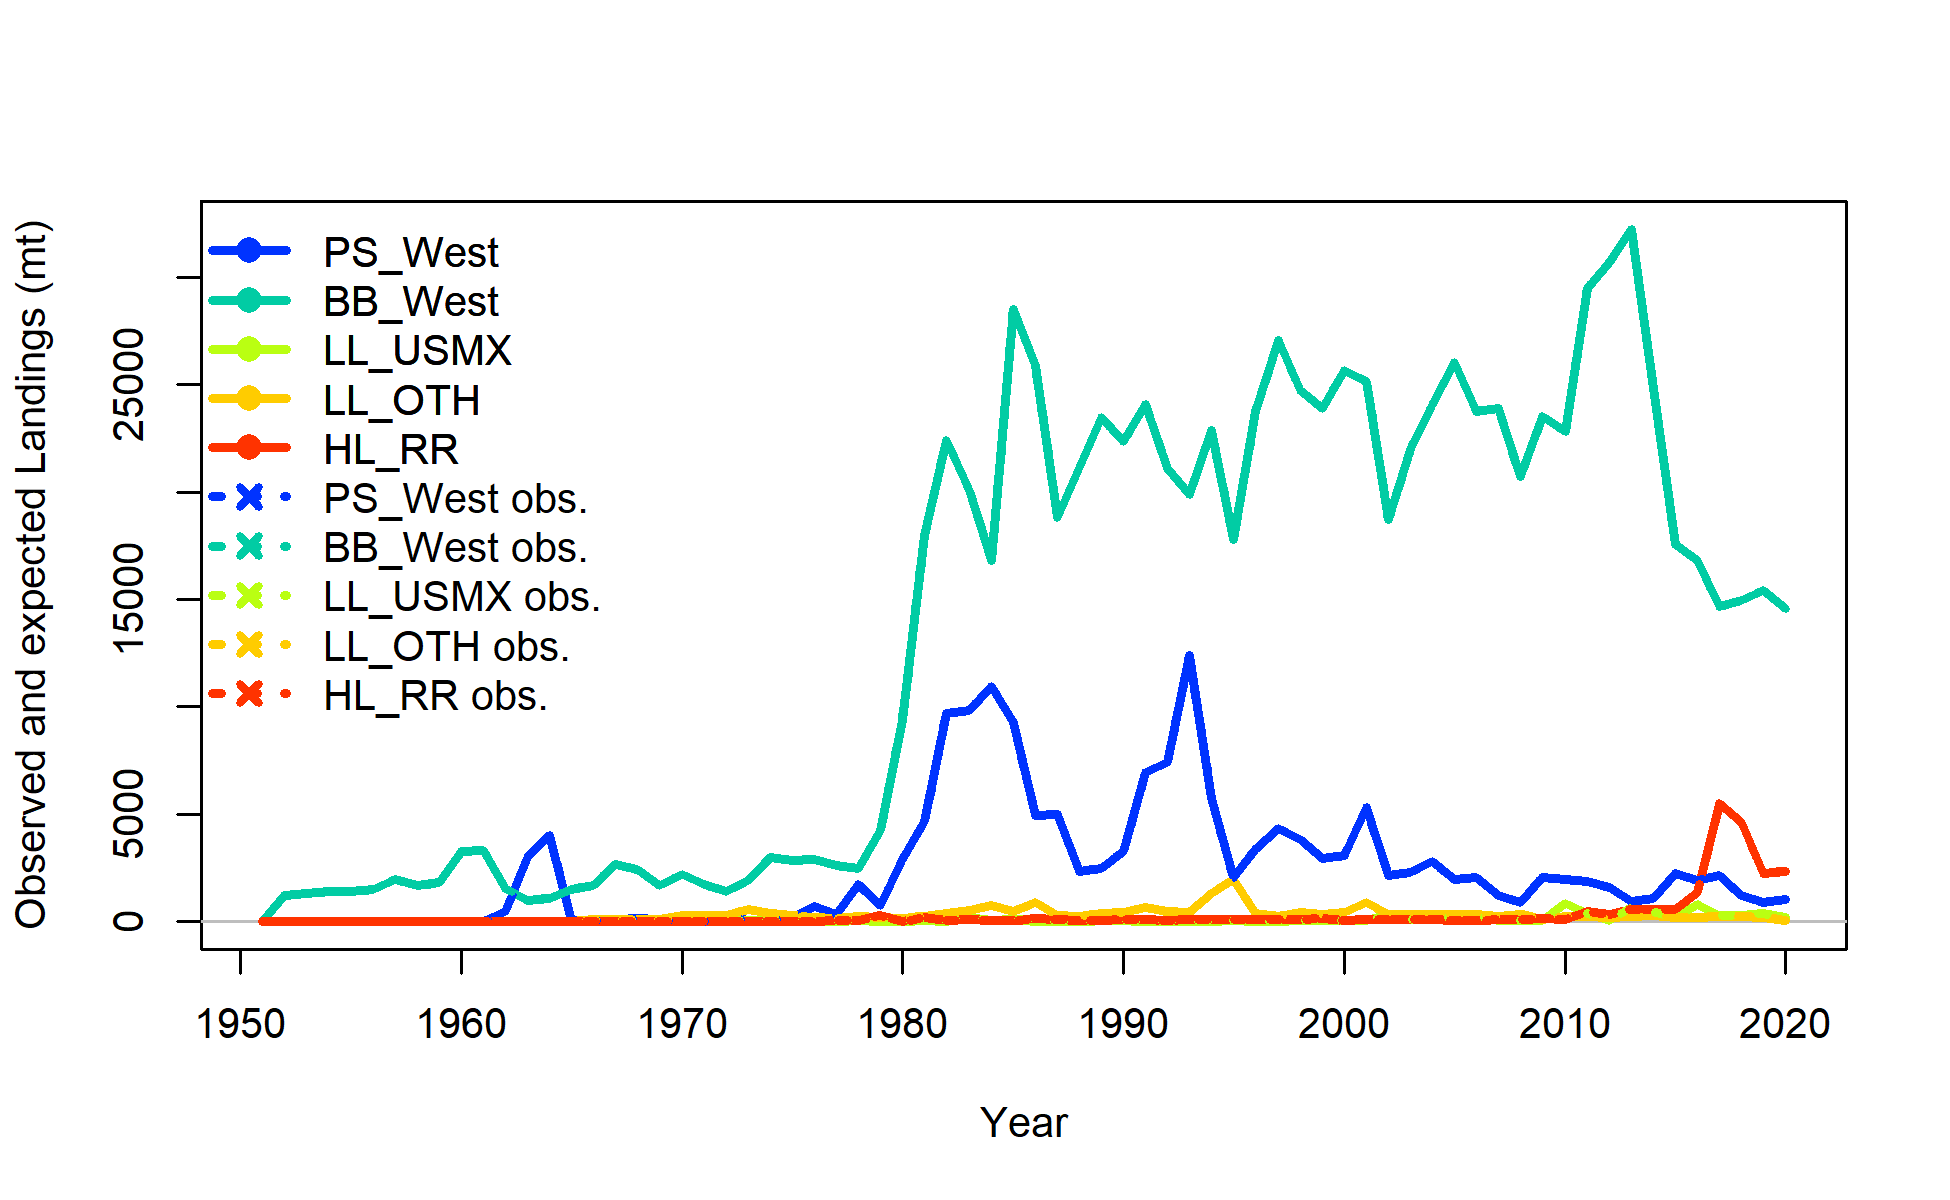 Observed and expected Landings (mt)
25000
15000
5000
0
PS_West
BB_West
LL_USMX
LL_OTH
HL_RR
PS_West obs.
BB_West obs.
LL_USMX obs.
LL_OTH obs.
HL_RR obs.
1950 1960 1970 1980 1990 2000 2010 2020
Year